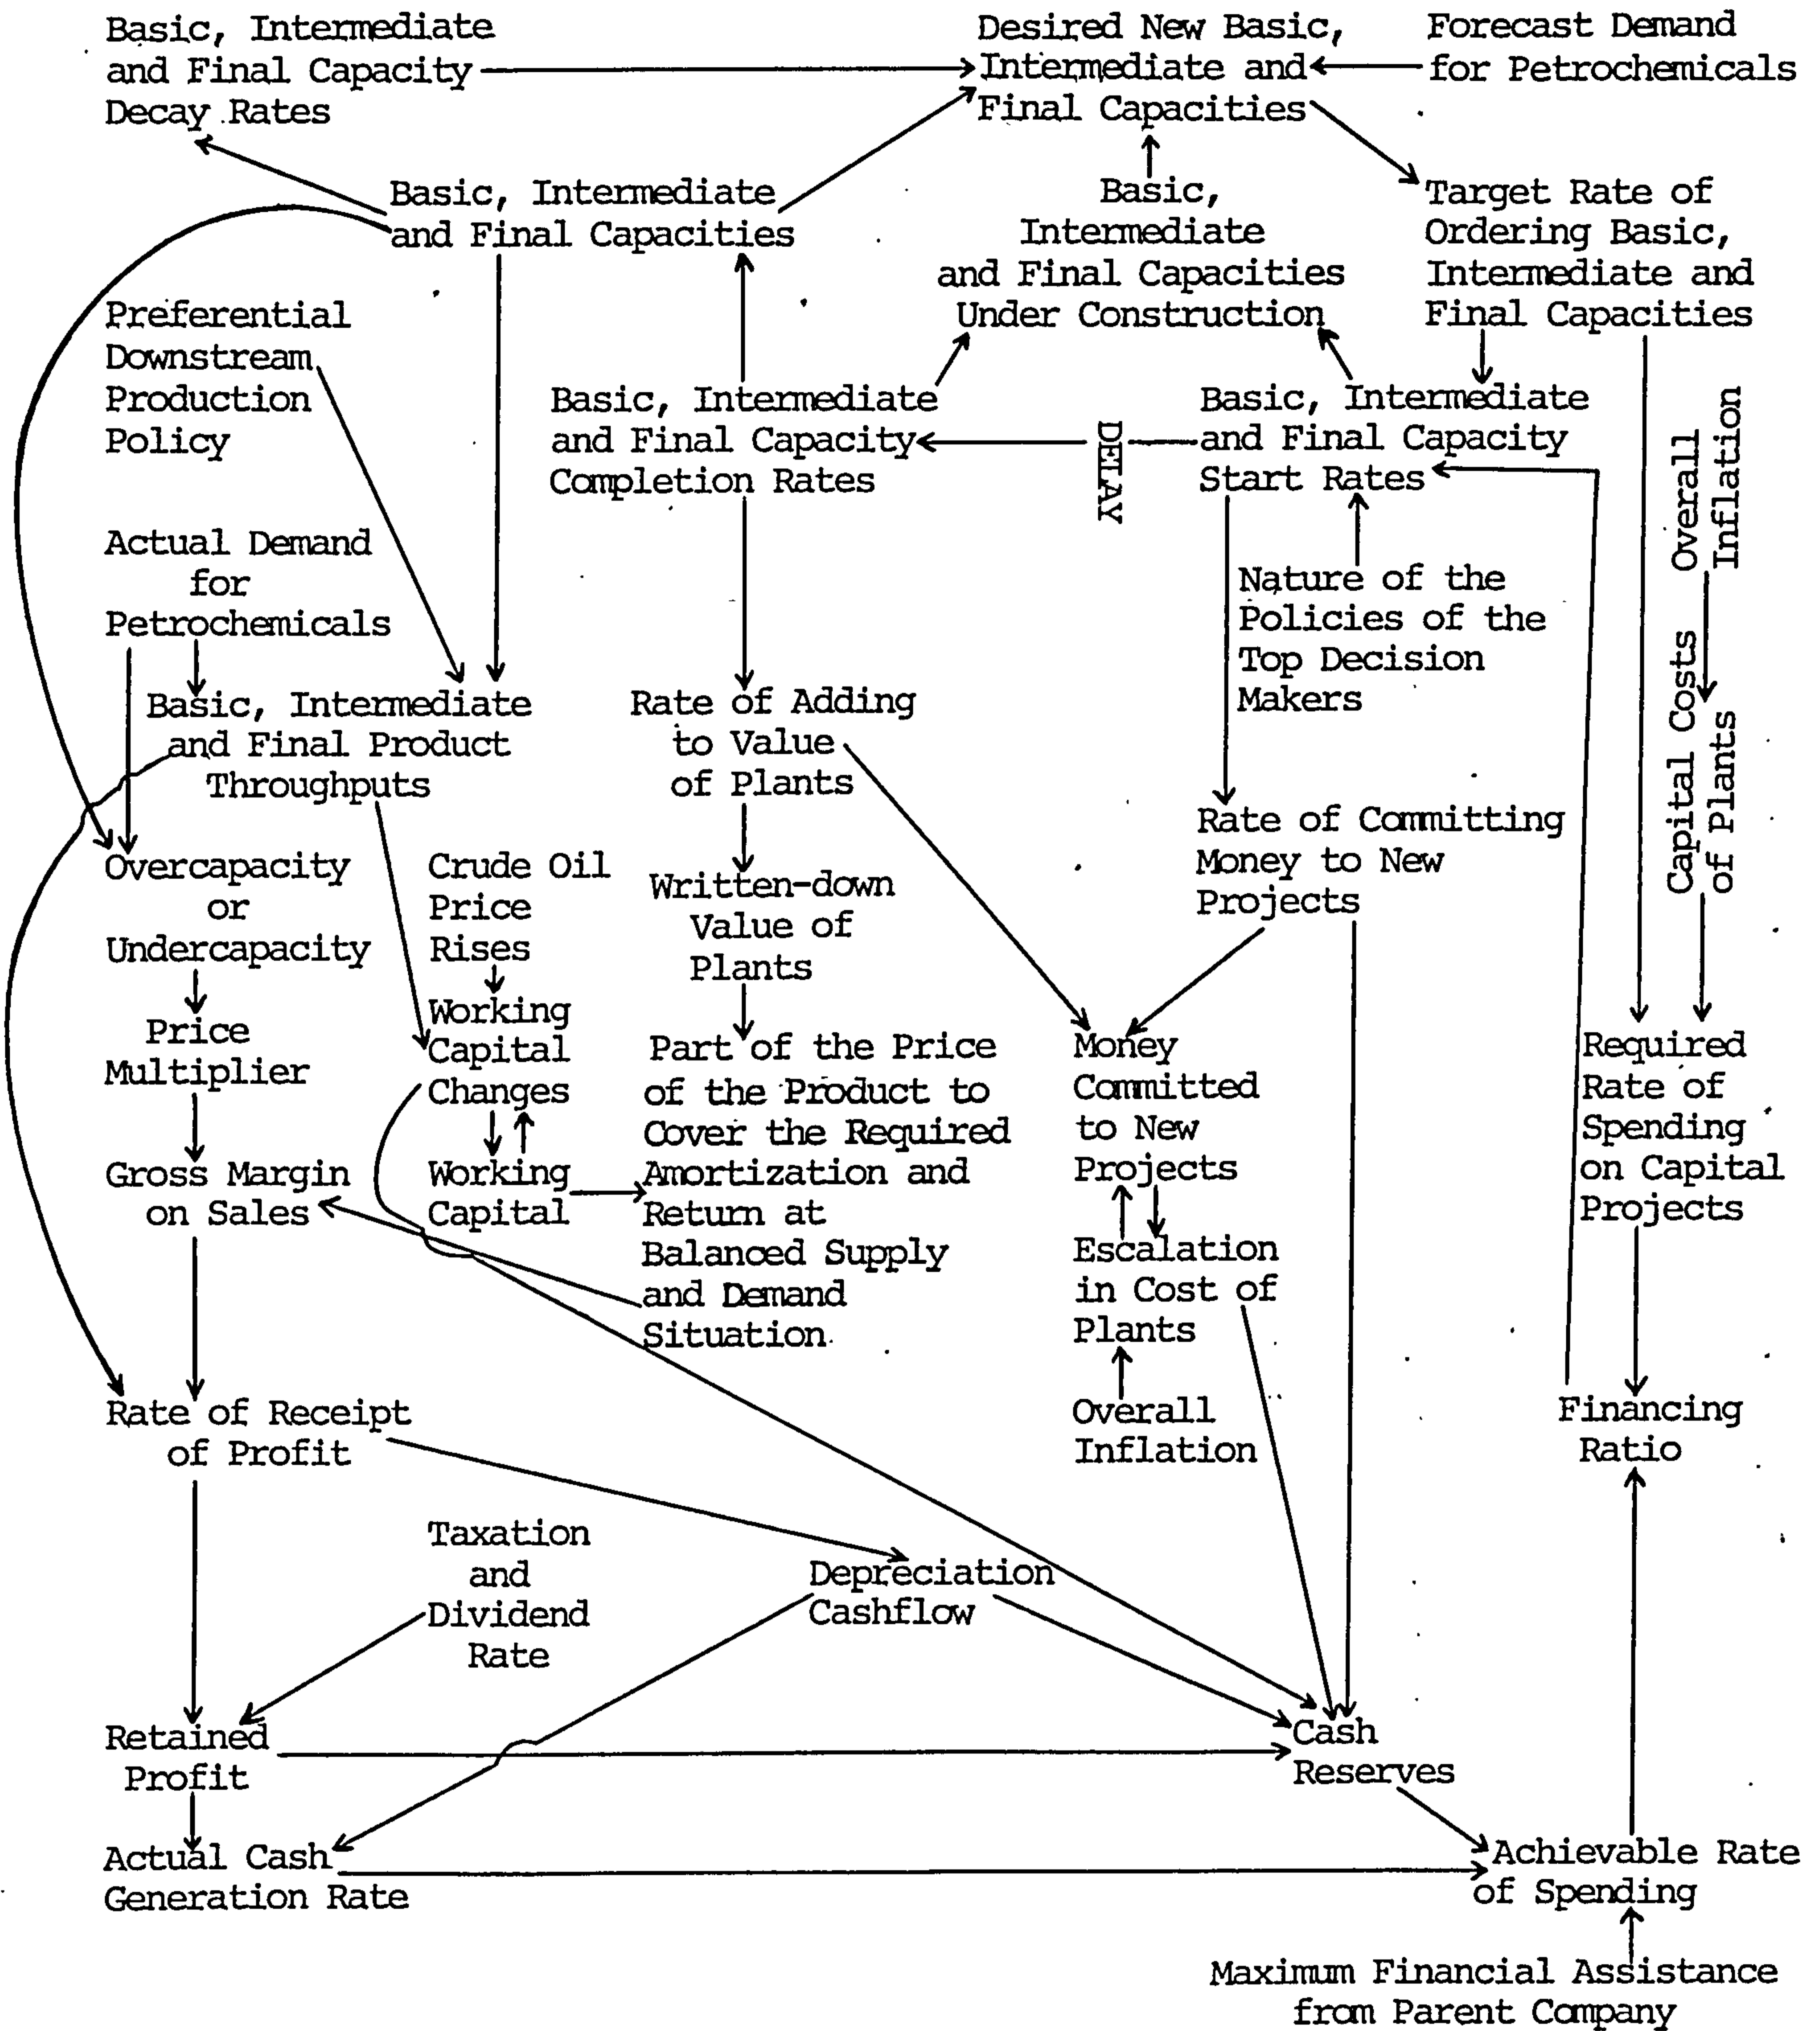 Basic, Intermediate
and Final Capacity
Decay Rates
Desired New Basic,
Intermediate and
Final Capacities
Forecast Demand
for Petrochemicals
Basic, Intermediate
and Final Capacities
Basic,
Intermediate
and Final Capacities
Under Construction
Target Rate of
Ordering Basic,
Intermediate and
Final Capacities
Preferential
Downstream
Production
Policy
Basic, Intermediate
and Final Capacity
Completion Rates
DELAY
Basic, Intermediate
and Final Capacity
Start Rates
Overall
Inflation
Actual Demand
for
Petrochemicals
Nature of the
Policies of the
Top Decision
Makers
Capital Costs
of Plants
Basic, Intermediate
and Final Product
Throughputs
Rate of Adding
to Value
of Plants
Rate of Committing
Money to New
Projects
Overcapacity
or
Undercapacity
Crude Oil
Price
Rises
Written-down
Value of
Plants
Price
Multiplier
Working
Capital
Changes
Part of the Price
of the Product to
Cover the Required
Amortization and
Return at
Balanced Supply
and Demand
Situation
Money
Committed
to New
Projects
Required
Rate of
Spending
on Capital
Projects
Gross Margin
on Sales
Working
Capital
Escalation
in Cost of
Plants
Overall
Inflation
Rate of Receipt
of Profit
Financing
Ratio
Taxation
and
Dividend
Rate
Depreciation
Cashflow
Retained
Profit
Cash
Reserves
Actual Cash
Generation Rate
Achievable Rate
of Spending
Maximum Financial Assistance
from Parent Company